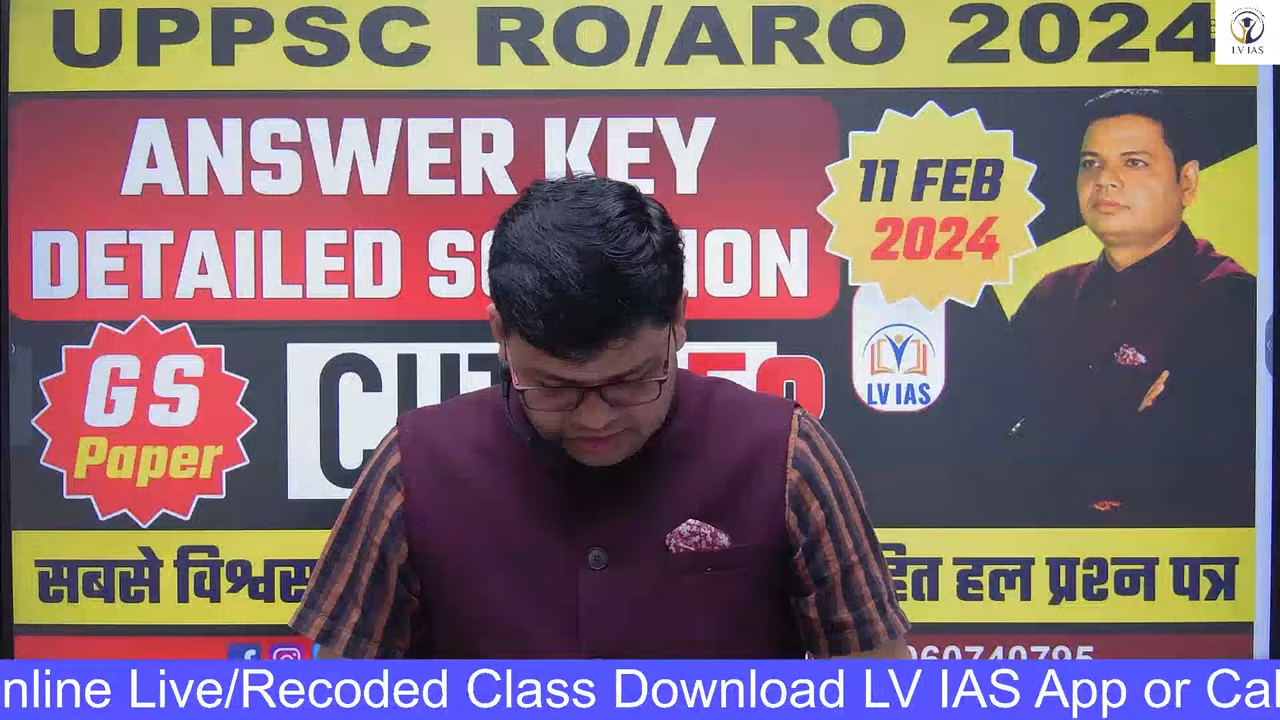 UPPSC RO/ARO 2024
LV IAS
ANSWER KEY
DETAILED S
ION
11 FEB
2024
LV IAS
GS
Paper
सबसे
हल प्रश्न पत्र
960740795
nline Live/Recoded Class Download LV IAS App or Cal